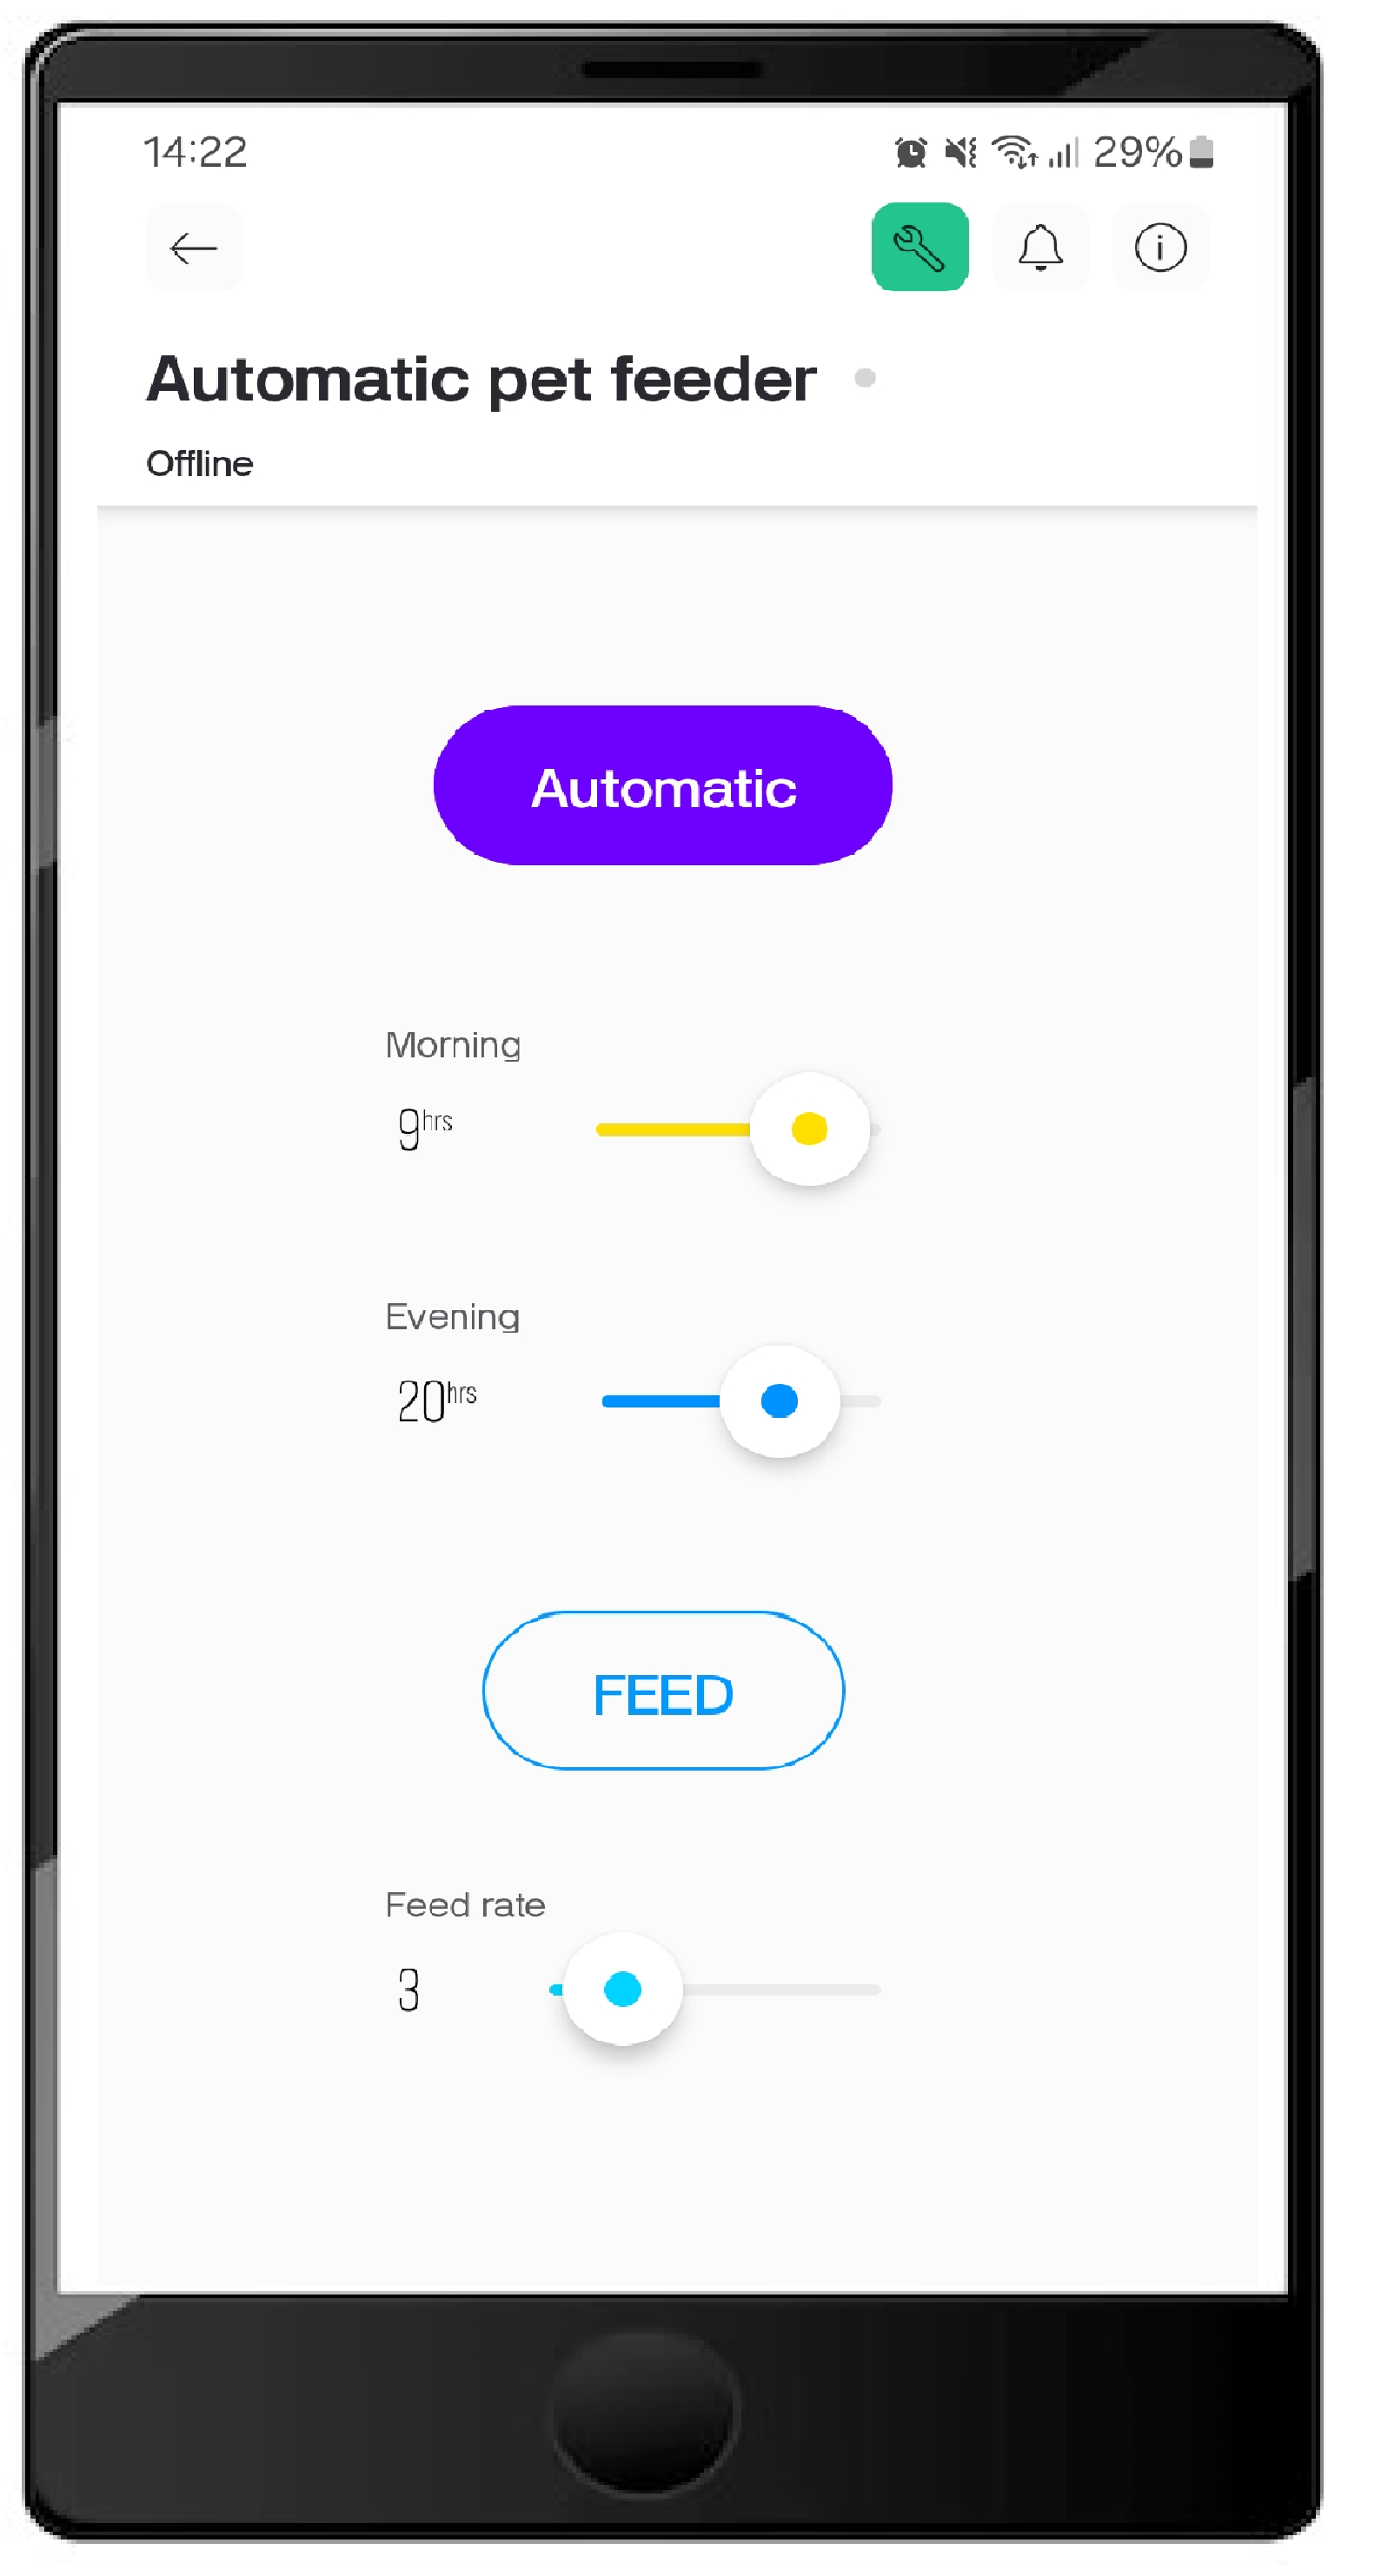 14:22 29%
Automatic pet feeder
Offline
Automatic
Morning
9hrs
Evening
20hrs
FEED
Feed rate
3